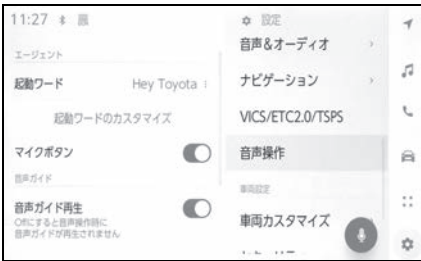 11:27
エージェント
起動ワード Hey Toyota
起動ワードのカスタマイズ
マイクボタン
音声ガイド
音声ガイド再生
Offにすると音声操作時に
音声ガイドが再生されません
設定
音声&オーディオ
ナビゲーション
VICS/ETC2.0/TSPS
音声操作
車両設定
車両カスタマイズ